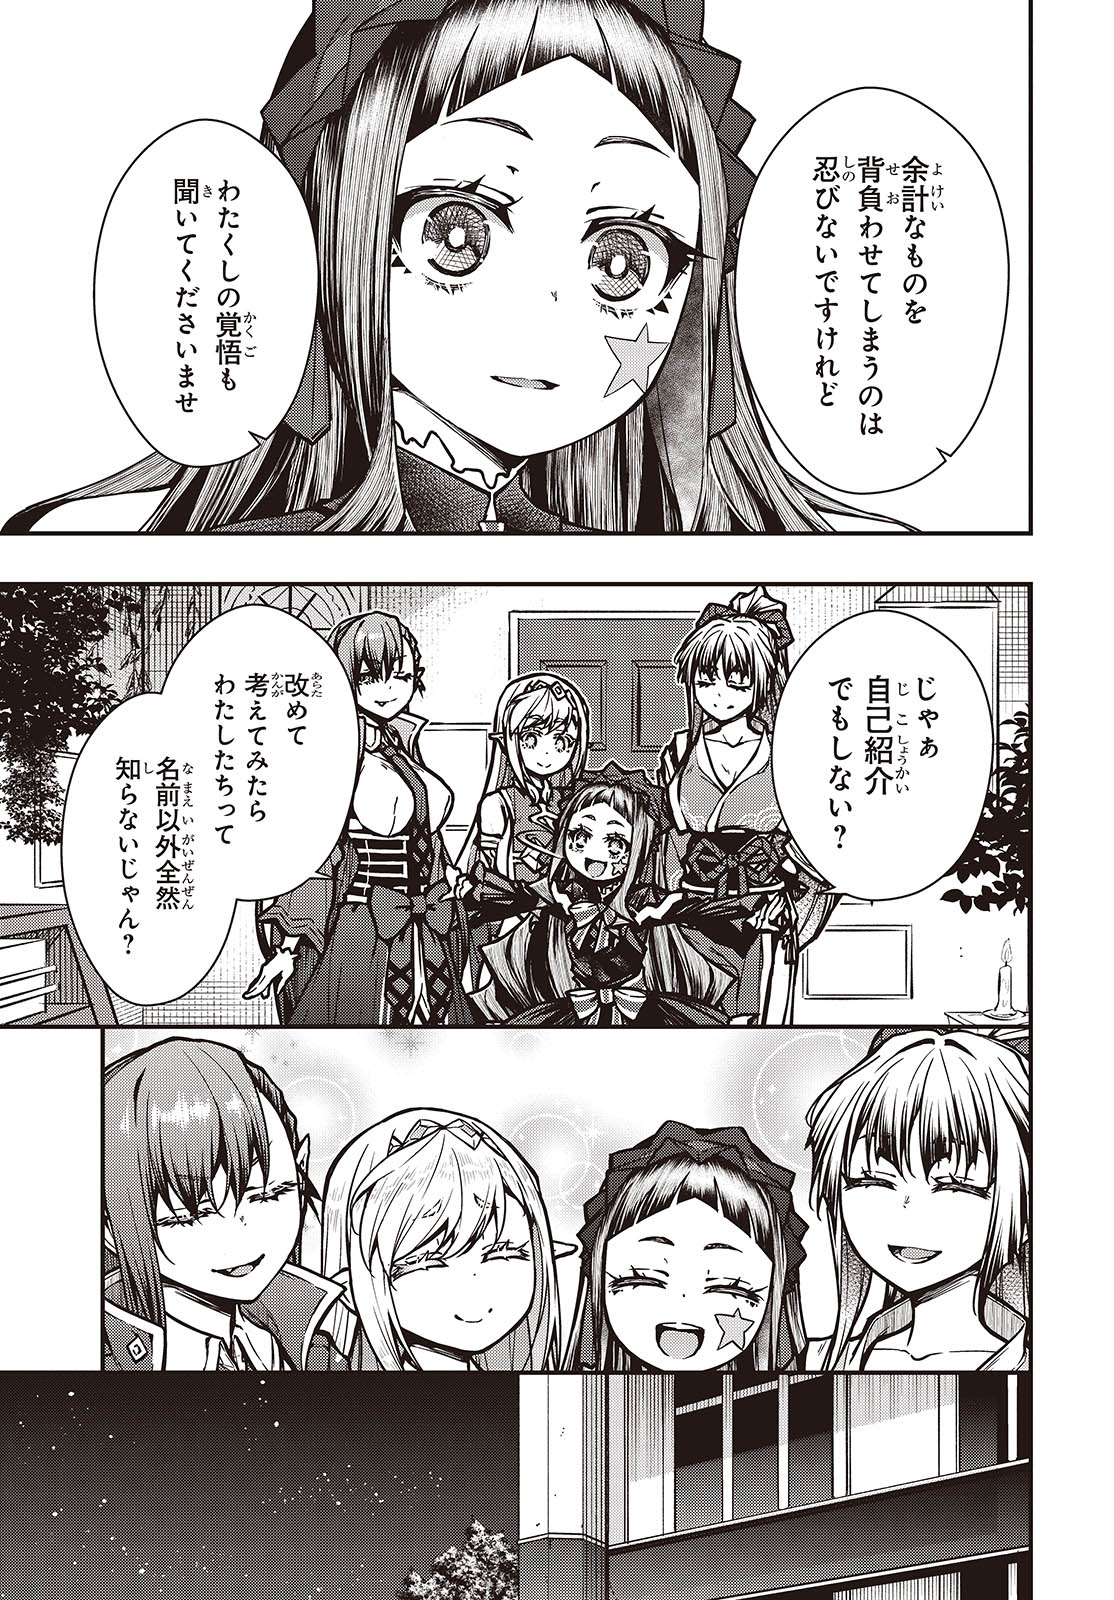 余計なものを
背負わせてしまうのは
忍びないですけれど
わたくしの覚悟も
聞いてくださいませ
じゃぁ
自己紹介
でもしない？
改めて
考えてみたら
わたしたちって
名前以外全然
知らないじゃん？